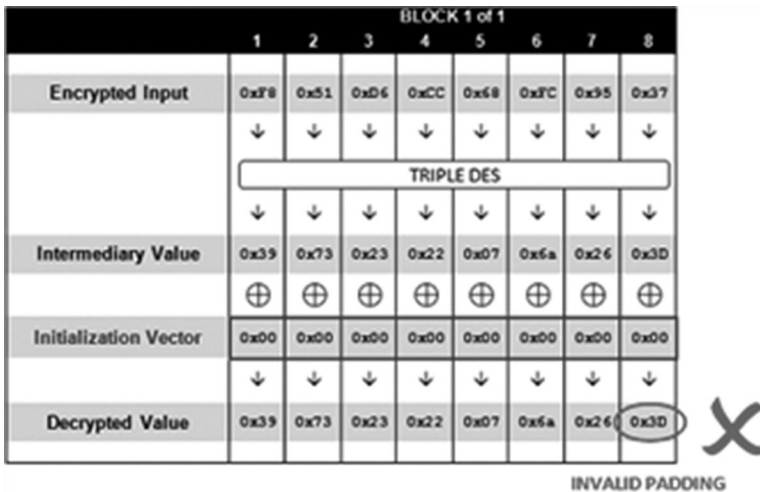 BLOCK 1 of 1
1 2 3 4 5 6 7 8
Encrypted Input 0xF8 0x51 0xD6 0xCC 0x68 0xFC 0x95 0x37
TRIPLE DES
Intermediary Value 0x39 0x73 0x23 0x22 0x07 0x6a 0x26 0x3D
Initialization Vector 0x00 0x00 0x00 0x00 0x00 0x00 0x00 0x00
Decrypted Value 0x39 0x73 0x23 0x22 0x07 0x6a 0x26 0x3D
INVALID PADDING